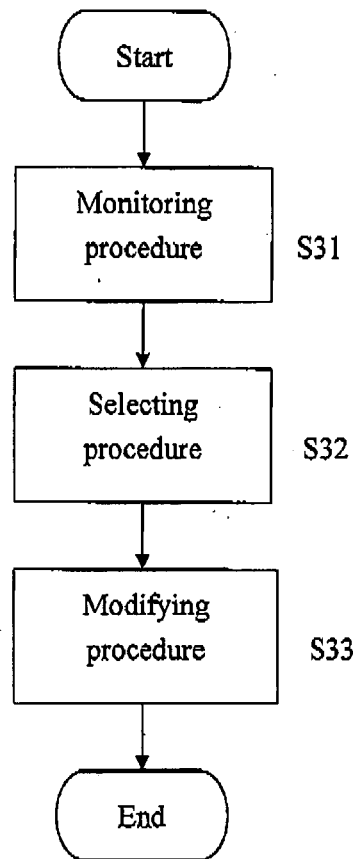 Start
Monitoring
procedure
S31
Selecting
procedure
S32
Modifying
procedure
S33
End